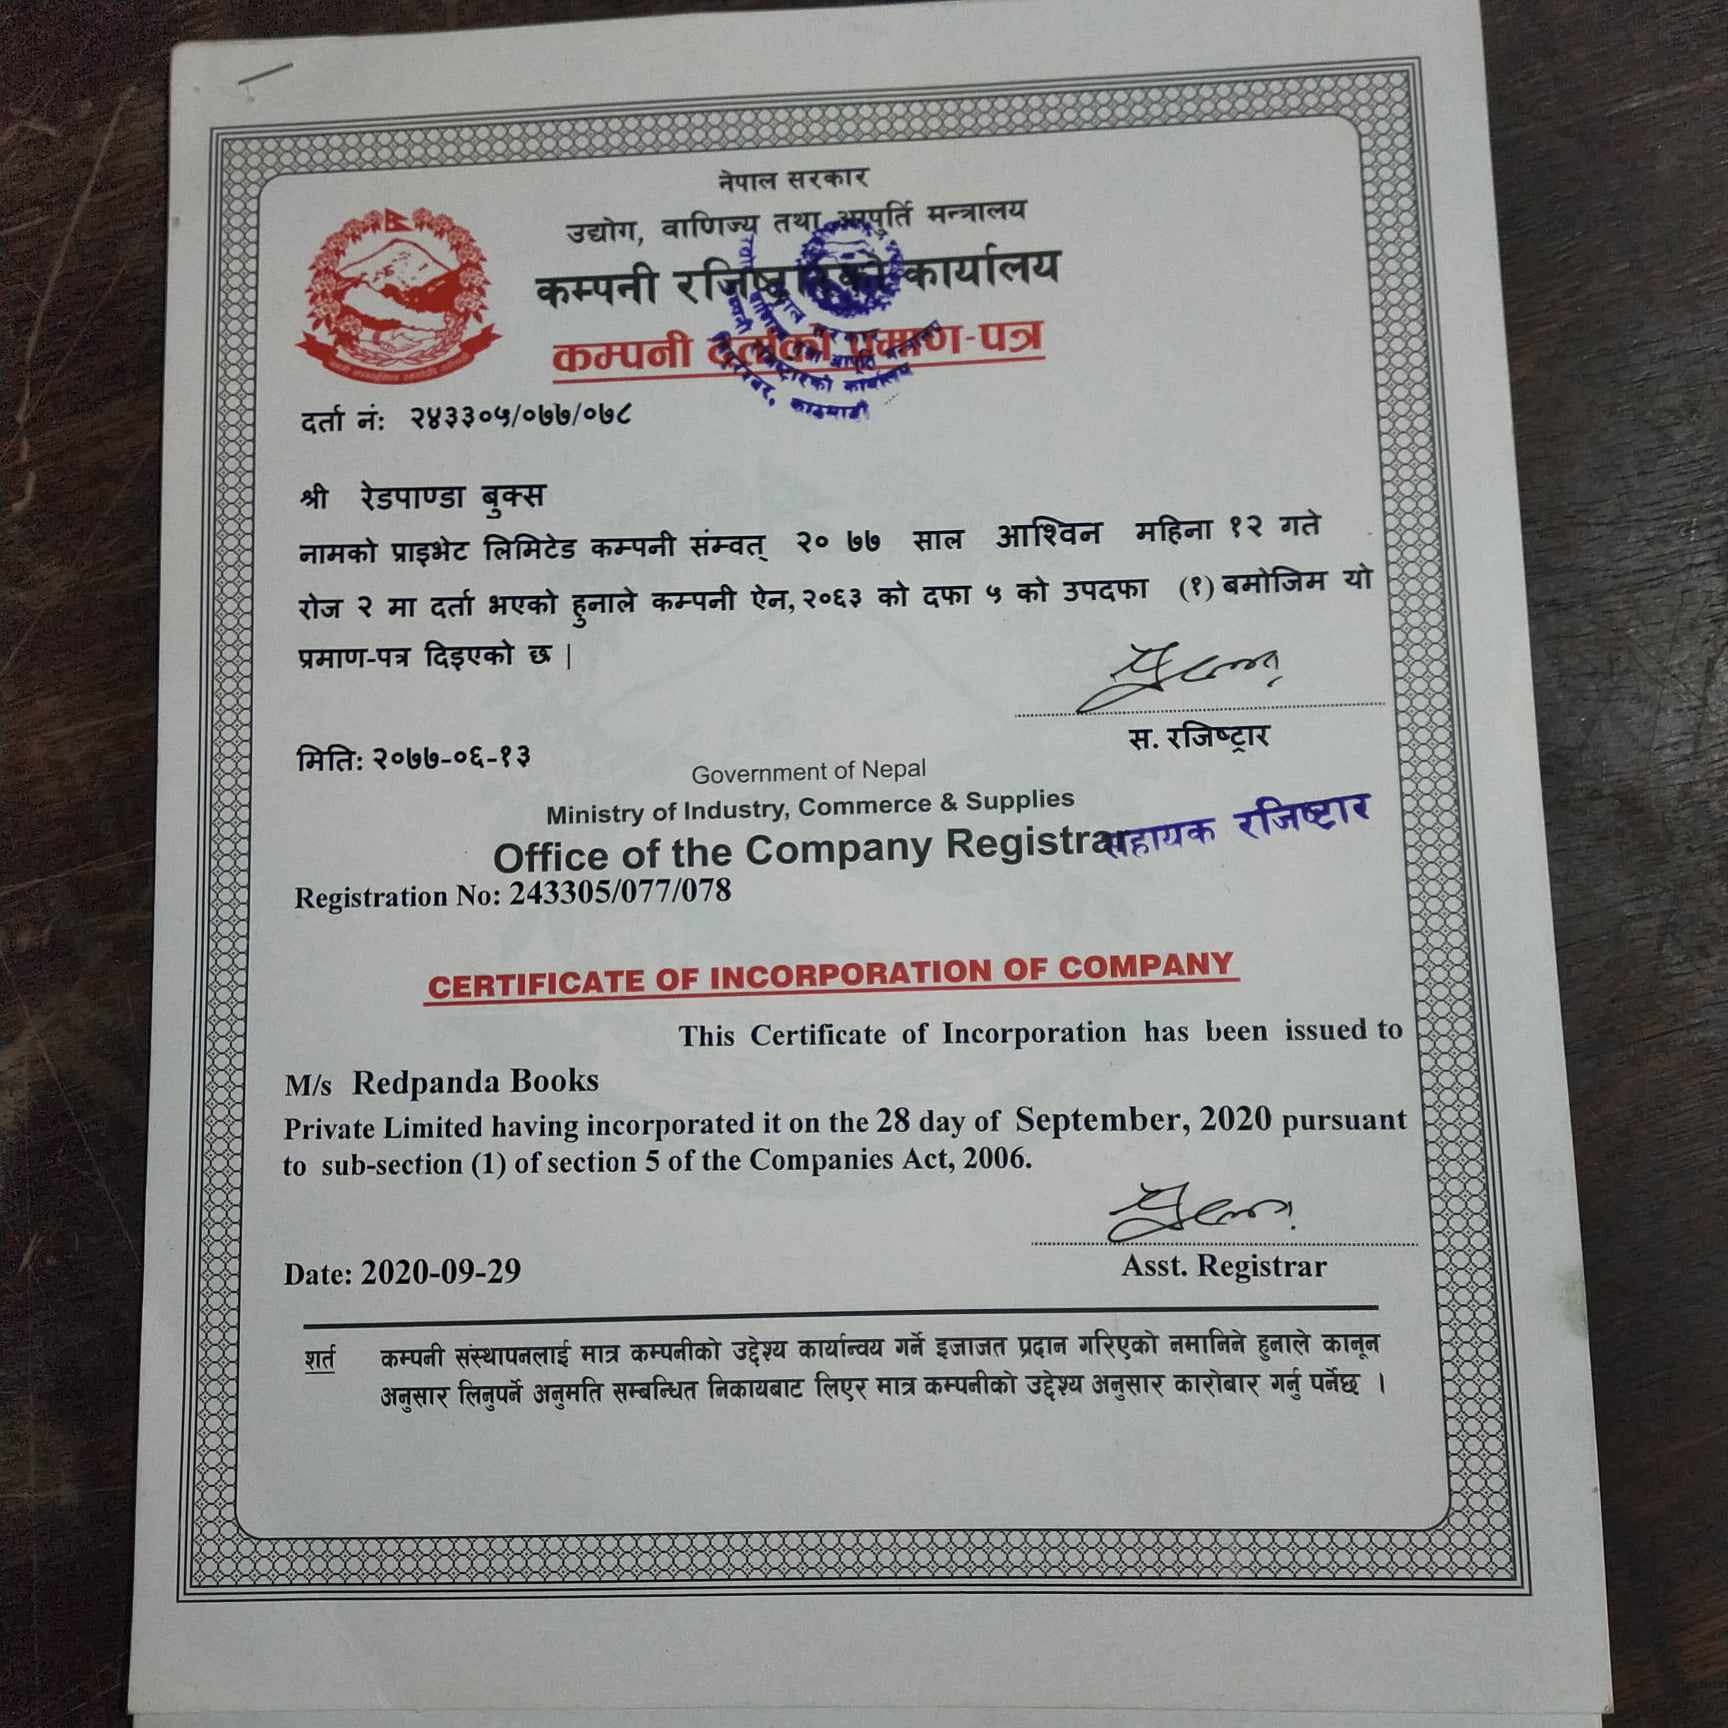 नेपाल सरकार
उद्योग, वाणिज्य तथा आपुर्ति मन्त्रालय
कम्पनी रजिष्ट्रारको कार्यालय
कम्पनी दर्ताको प्रमाण-पत्र
दर्ता नं: २४३३०५/०७७/०७८
श्री रेडपाण्डा बुक्स
नामको प्राइभेट लिमिटेड कम्पनी संम्वत् २० ७७ साल आश्विन महिना १२ गते
रोज २ मा दर्ता भएको हुनाले कम्पनी ऐन, २०६३ को दफा ५ को उपदफा (१) बमोजिम यो
प्रमाण-पत्र दिइएको छ |
स. रजिष्ट्रार
मिति: २०७७-०६-१३
Government of Nepal
Ministry of Industry, Commerce & Supplies
Office of the Company Registrar
सहायक रजिष्टार
Registration No: 243305/077/078
CERTIFICATE OF INCORPORATION OF COMPANY
This Certificate of Incorporation has been issued to
M/s Redpanda Books
Private Limited having incorporated it on the 28 day of September, 2020 pursuant
to sub-section (1) of section 5 of the Companies Act, 2006.
Date: 2020-09-29
Asst. Registrar
शर्त कम्पनी संस्थापनलाई मात्र कम्पनीको उद्देश्य कार्यान्वय गर्ने इजाजत प्रदान गरिएको नमानिने हुनाले कानून
अनुसार लिनुपर्ने अनुमति सम्बन्धित निकायबाट लिएर मात्र कम्पनीको उद्देश्य अनुसार कारोबार गर्नु पर्नेछ ।